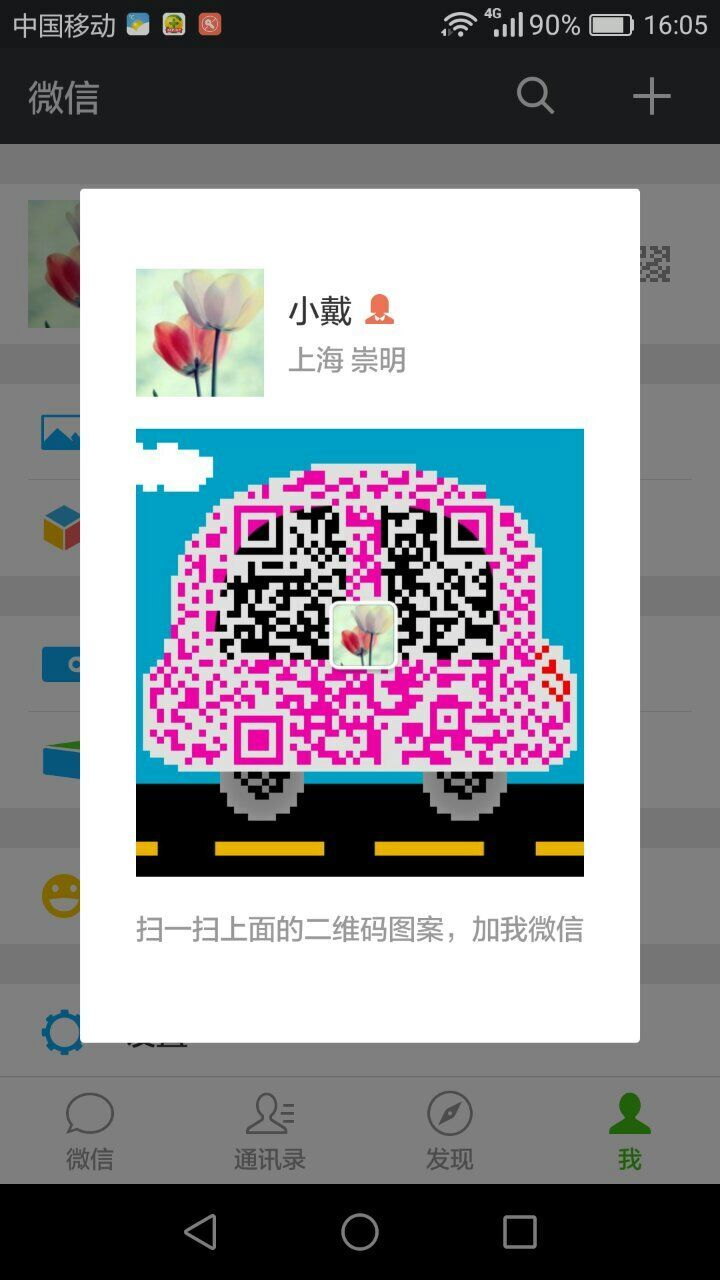 中国移动 4G 90% 16:05
微信
小戴
上海 崇明
扫一扫上面的二维码图案，加我微信
设置
微信 通讯录 发现 我